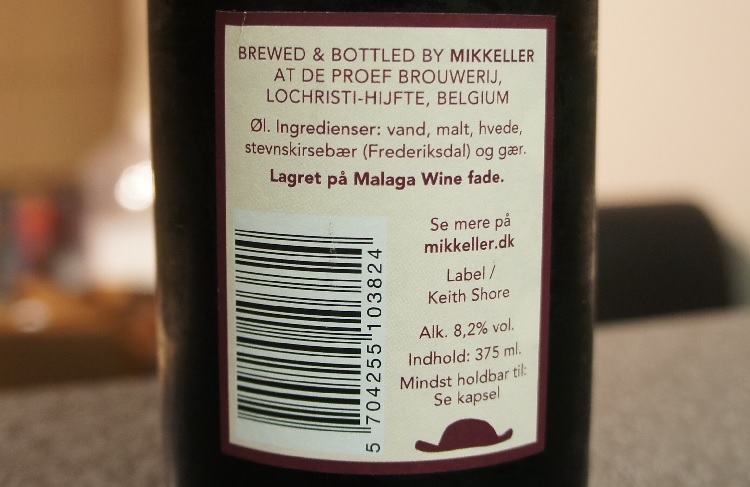 BREWED & BOTTLED BY MIKKELLER
AT DE PROEF BROUWERIJ,
LOCHRISTI-HIJFTE, BELGIUM
Øl. Ingredienser: vand, malt, hvede,
stevnskirsebær (Frederiksdal) og gær.
Lagret på Malaga Wine fade.
Se mere på
mikkeller.dk
Label /
Keith Shore
Alk. 8,2% vol.
Indhold: 375 ml.
Mindst holdbar til:
Se kapsel
5 704255 103824